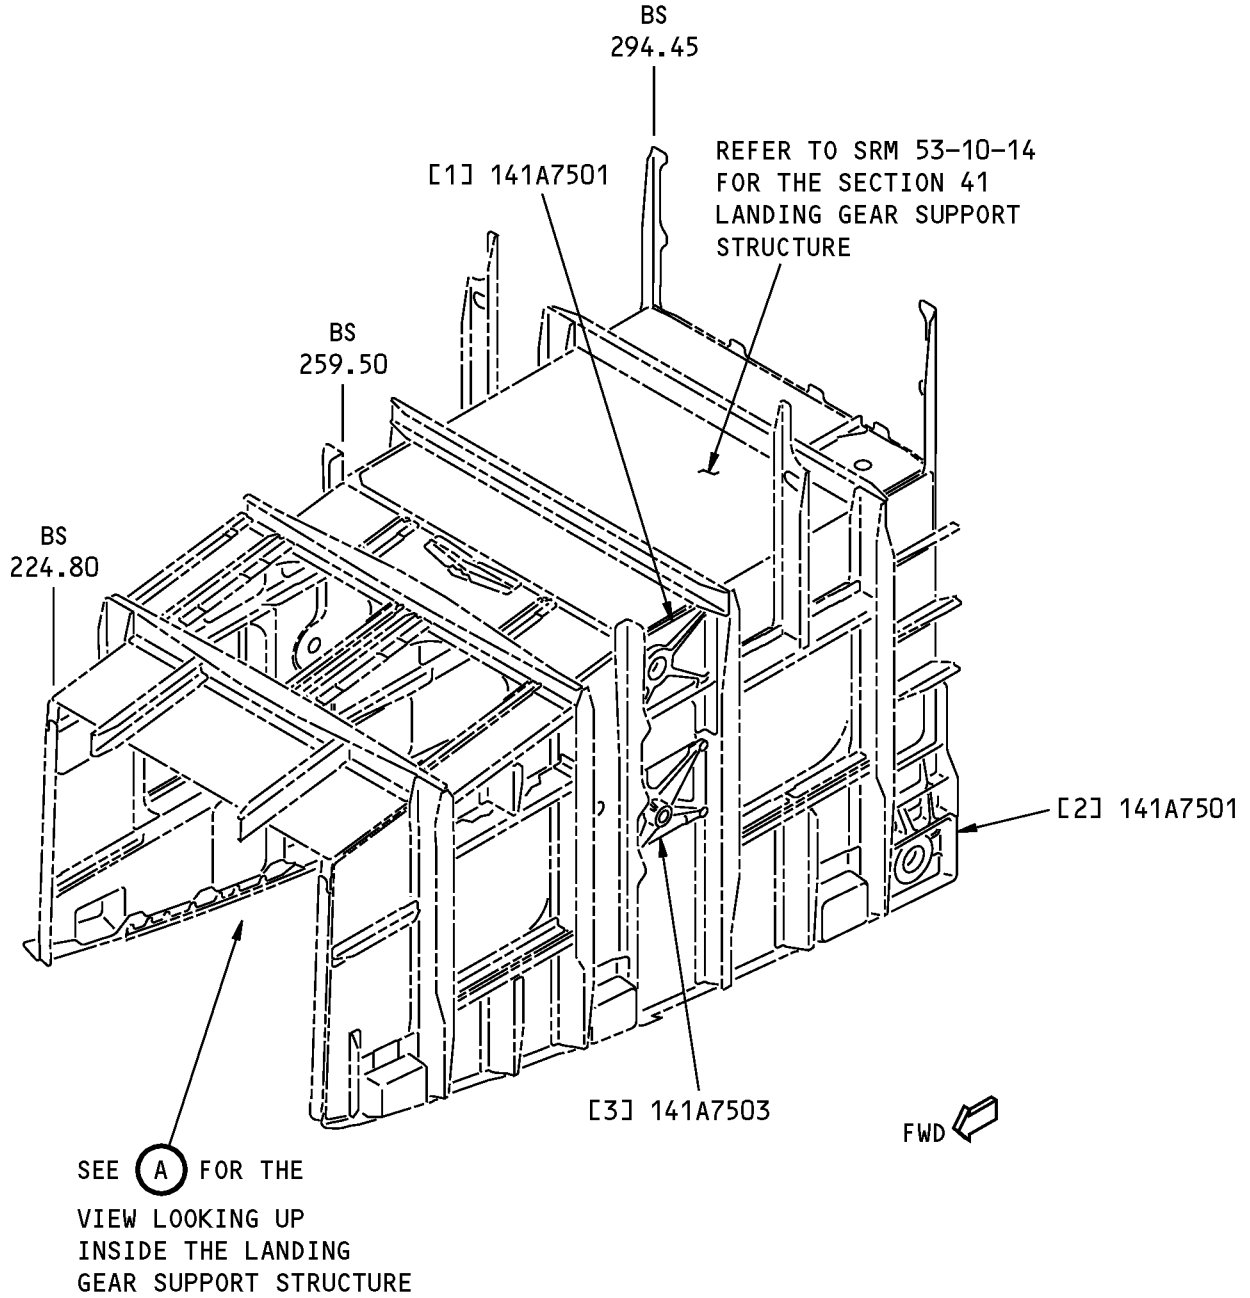 BS
294.45
[1] 141A7501
REFER TO SRM 53-10-14
FOR THE SECTION 41
LANDING GEAR SUPPORT
STRUCTURE
BS
259.50
BS
224.80
[2] 141A7501
[3] 141A7503
FWD
SEE A FOR THE
VIEW LOOKING UP
INSIDE THE LANDING
GEAR SUPPORT STRUCTURE